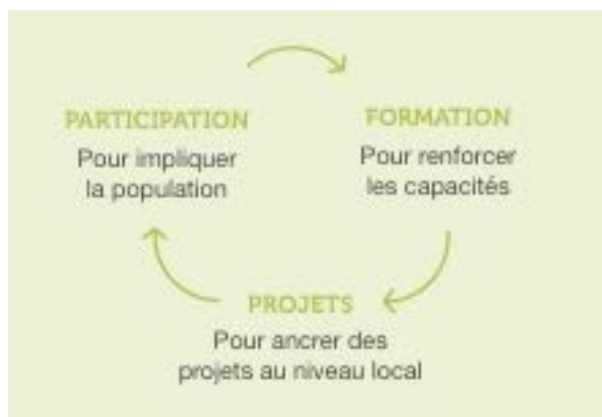 PARTICIPATION
Pour impliquer
la population
FORMATION
Pour renforcer
les capacités
PROJETS
Pour ancrer des
projets au niveau local